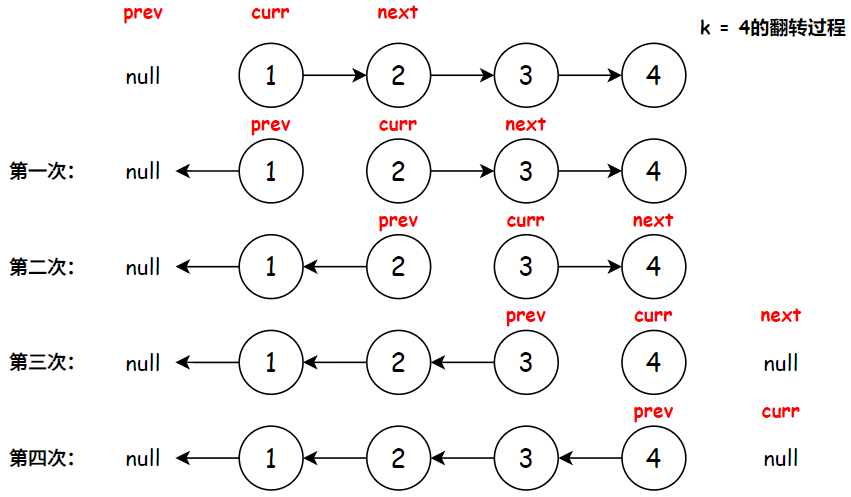 prev curr next
k = 4的翻转过程
null 1 2 3 4
prev curr next
第一次： null 1 2 3 4
prev curr next
第二次： null 1 2 3 4
prev curr next
第三次： null 1 2 3 4 null
prev curr
第四次： null 1 2 3 4 null